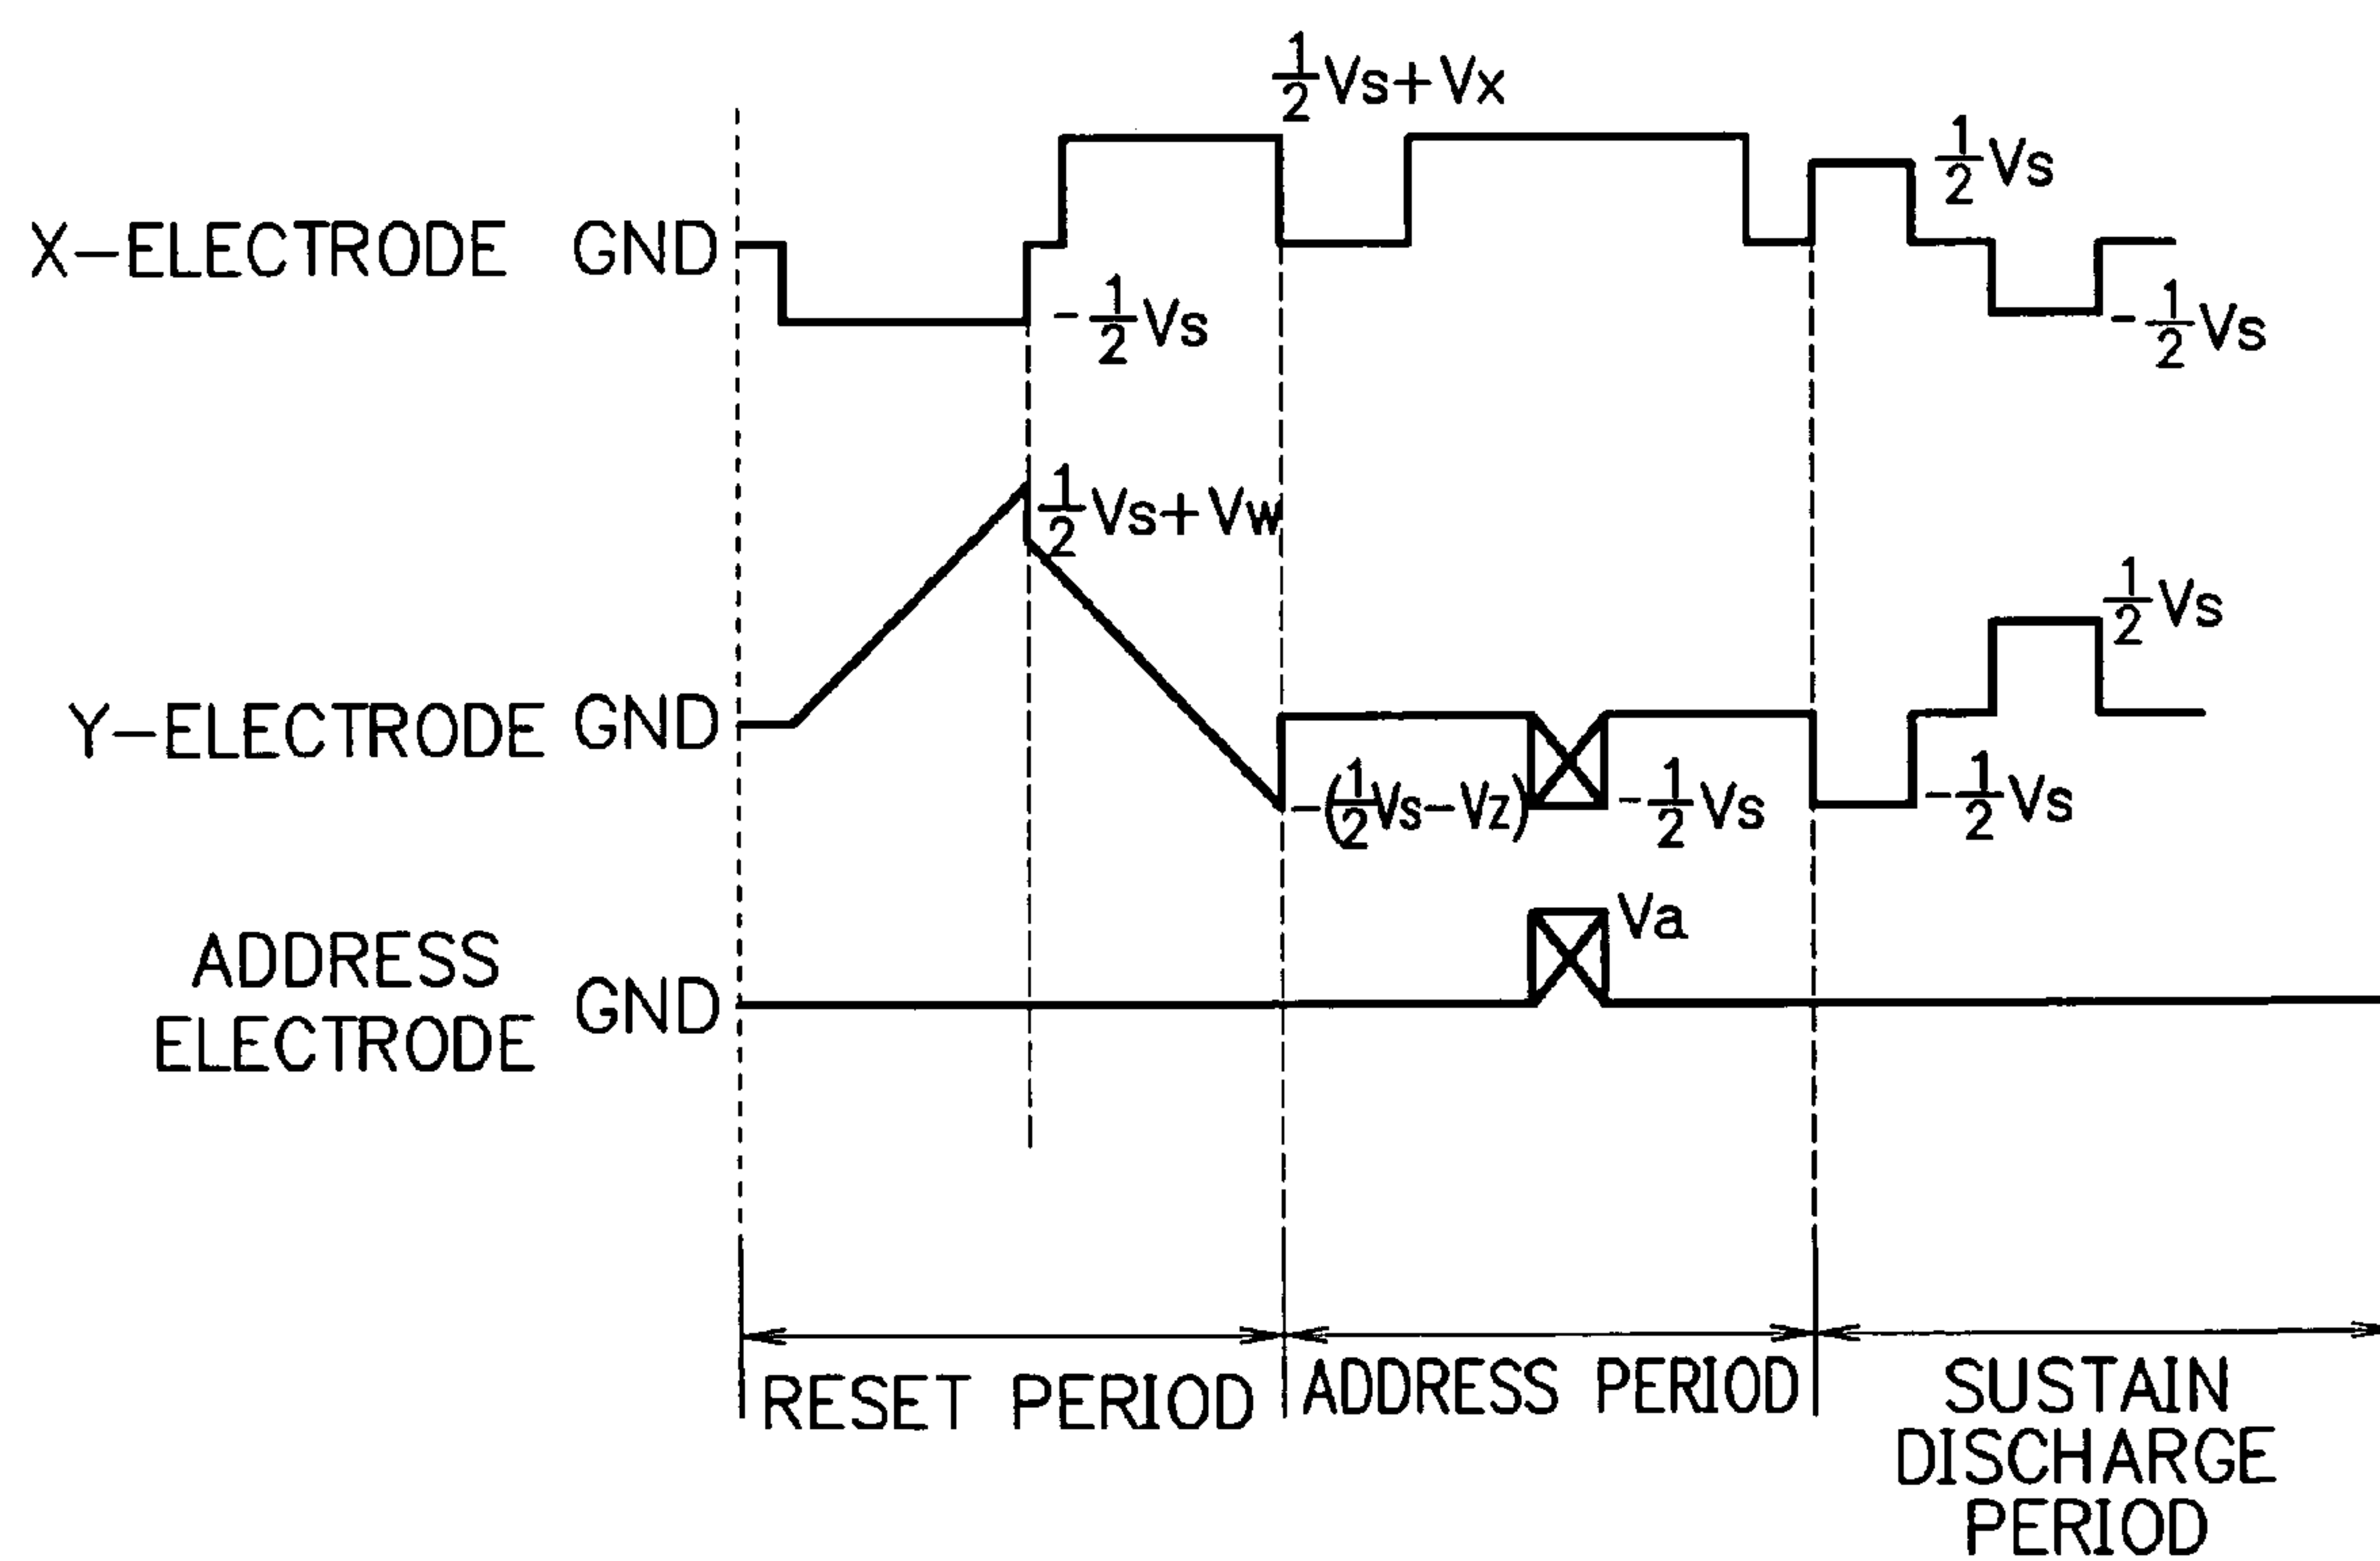 ½Vs+Vx
½Vs
X-ELECTRODE GND
-½Vs
-½Vs
½Vs+Vw
½Vs
Y-ELECTRODE GND
-(½Vs-Vz)
-½Vs
-½Vs
Va
ADDRESS
ELECTRODE
GND
RESET PERIOD
ADDRESS PERIOD
SUSTAIN
DISCHARGE
PERIOD